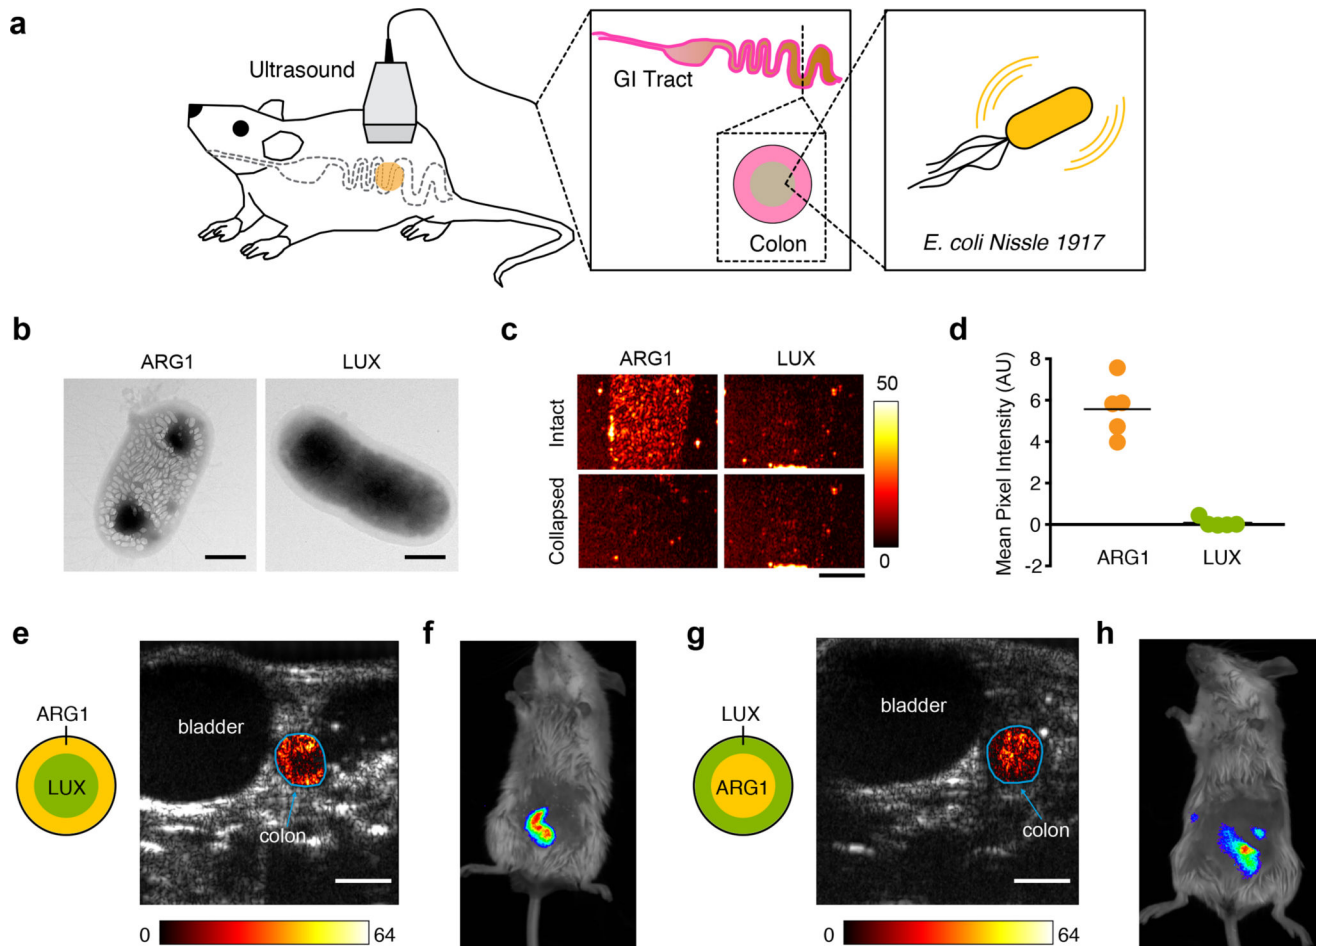 a
Ultrasound
GI Tract
Colon
E. coli Nissle 1917
b
ARG1
LUX
c
ARG1
LUX
Intact
Collapsed
50
0
d
Mean Pixel Intensity (AU)
8
6
4
2
0
-2
ARG1
LUX
e
ARG1
LUX
bladder
colon
0
64
f
g
LUX
ARG1
bladder
colon
0
64
h